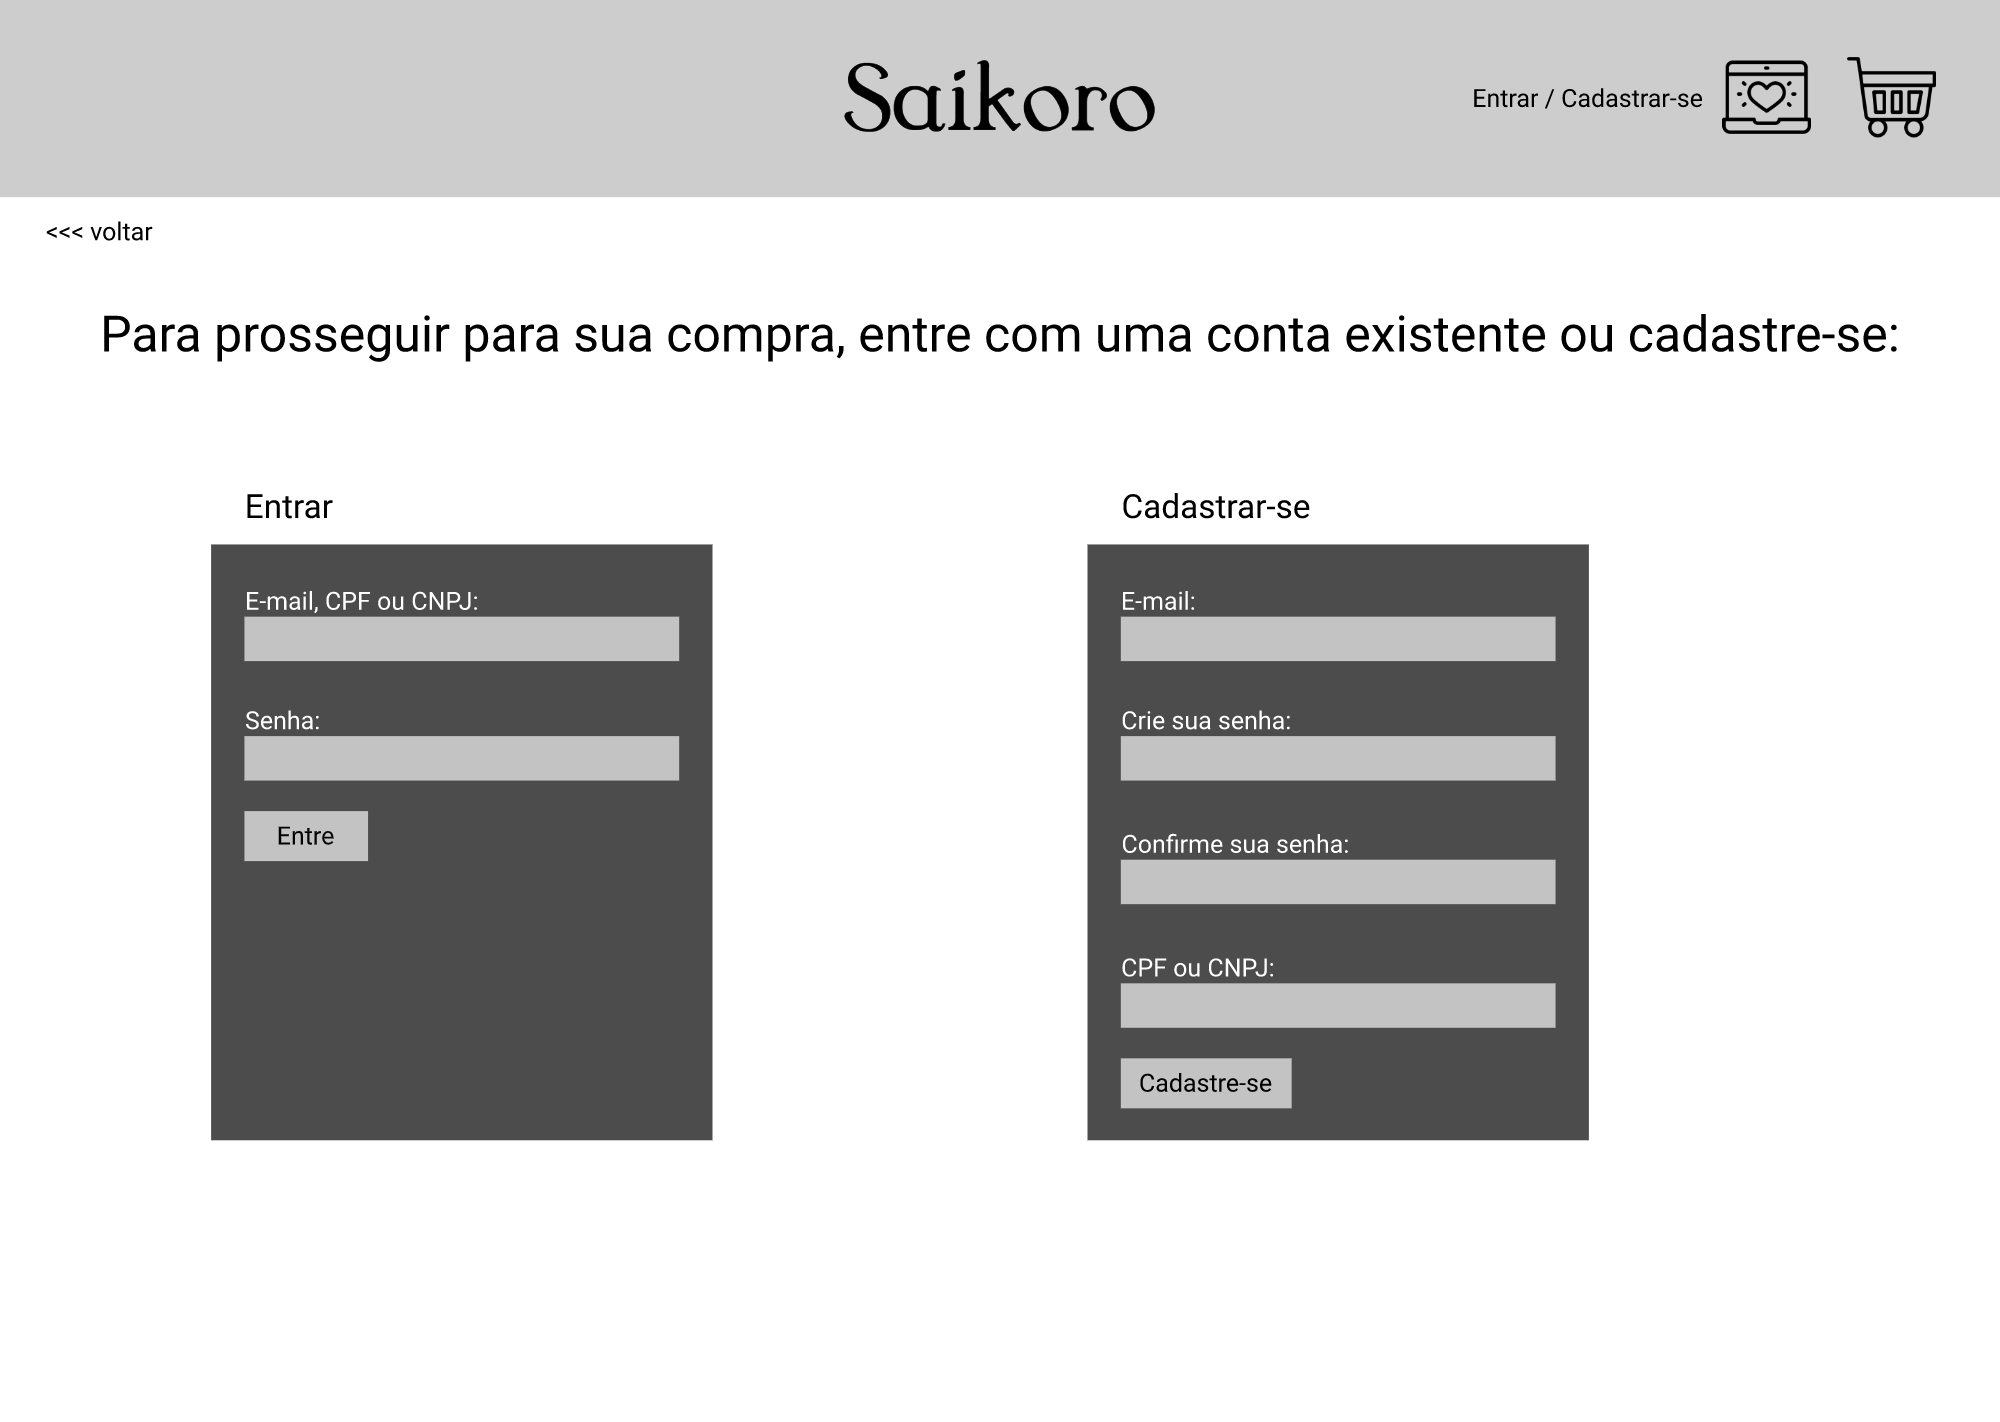 Saikoro
Entrar / Cadastrar-se
<<< voltar
Para prosseguir para sua compra, entre com uma conta existente ou cadastre-se:
Entrar
E-mail, CPF ou CNPJ:
Senha:
Entre
Cadastrar-se
E-mail:
Crie sua senha:
Confirme sua senha:
CPF ou CNPJ:
Cadastre-se